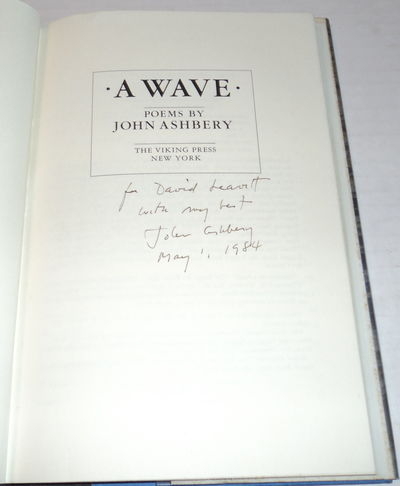 · A WAVE ·
POEMS BY
JOHN ASHBERY
THE VIKING PRESS
NEW YORK
for David Leavitt
with my best
John Ashbery
May 1, 1984